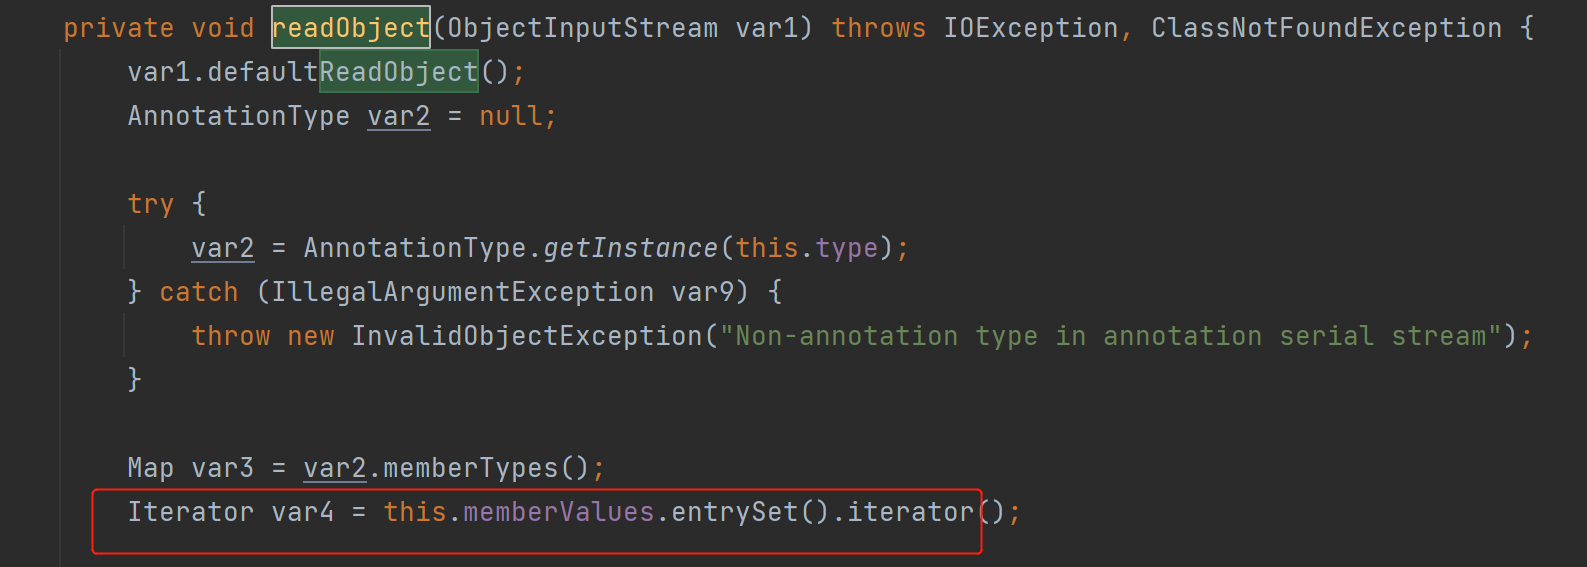 private void readObject(ObjectInputStream var1) throws IOException, ClassNotFoundException {
var1.defaultReadObject();
AnnotationType var2 = null;
try {
var2 = AnnotationType.getInstance(this.type);
} catch (IllegalArgumentException var9) {
throw new InvalidObjectException("Non-annotation type in annotation serial stream");
}
Map var3 = var2.memberTypes();
Iterator var4 = this.memberValues.entrySet().iterator();